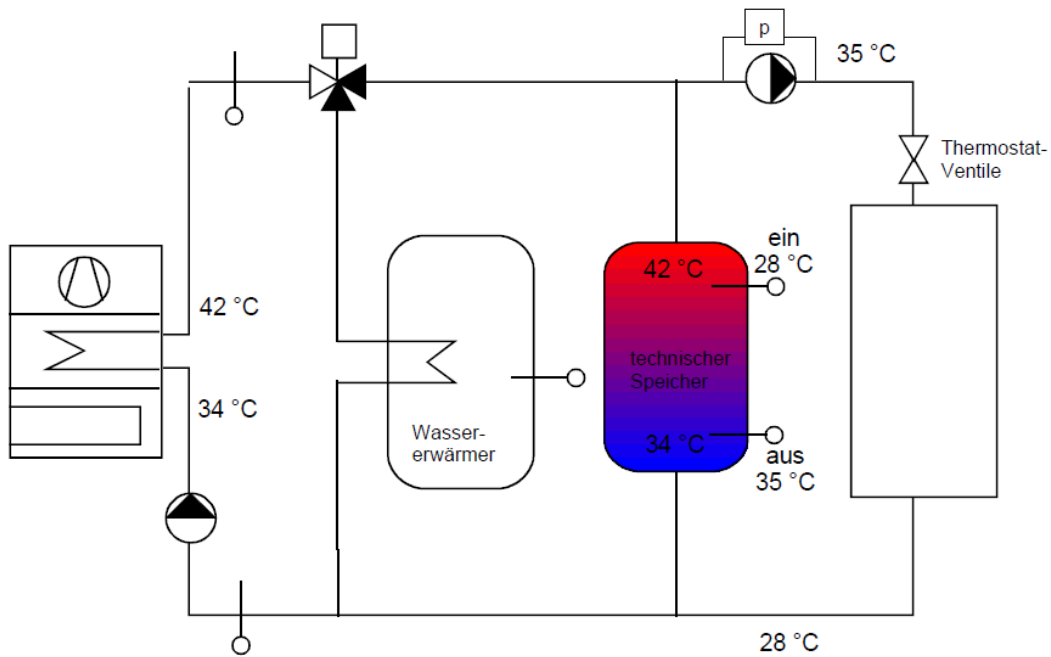 p
35 °C
Thermostat-
Ventile
ein
28 °C
42 °C
42 °C
technischer
Speicher
34 °C
34 °C
Wasser-
erwärmer
aus
35 °C
28 °C